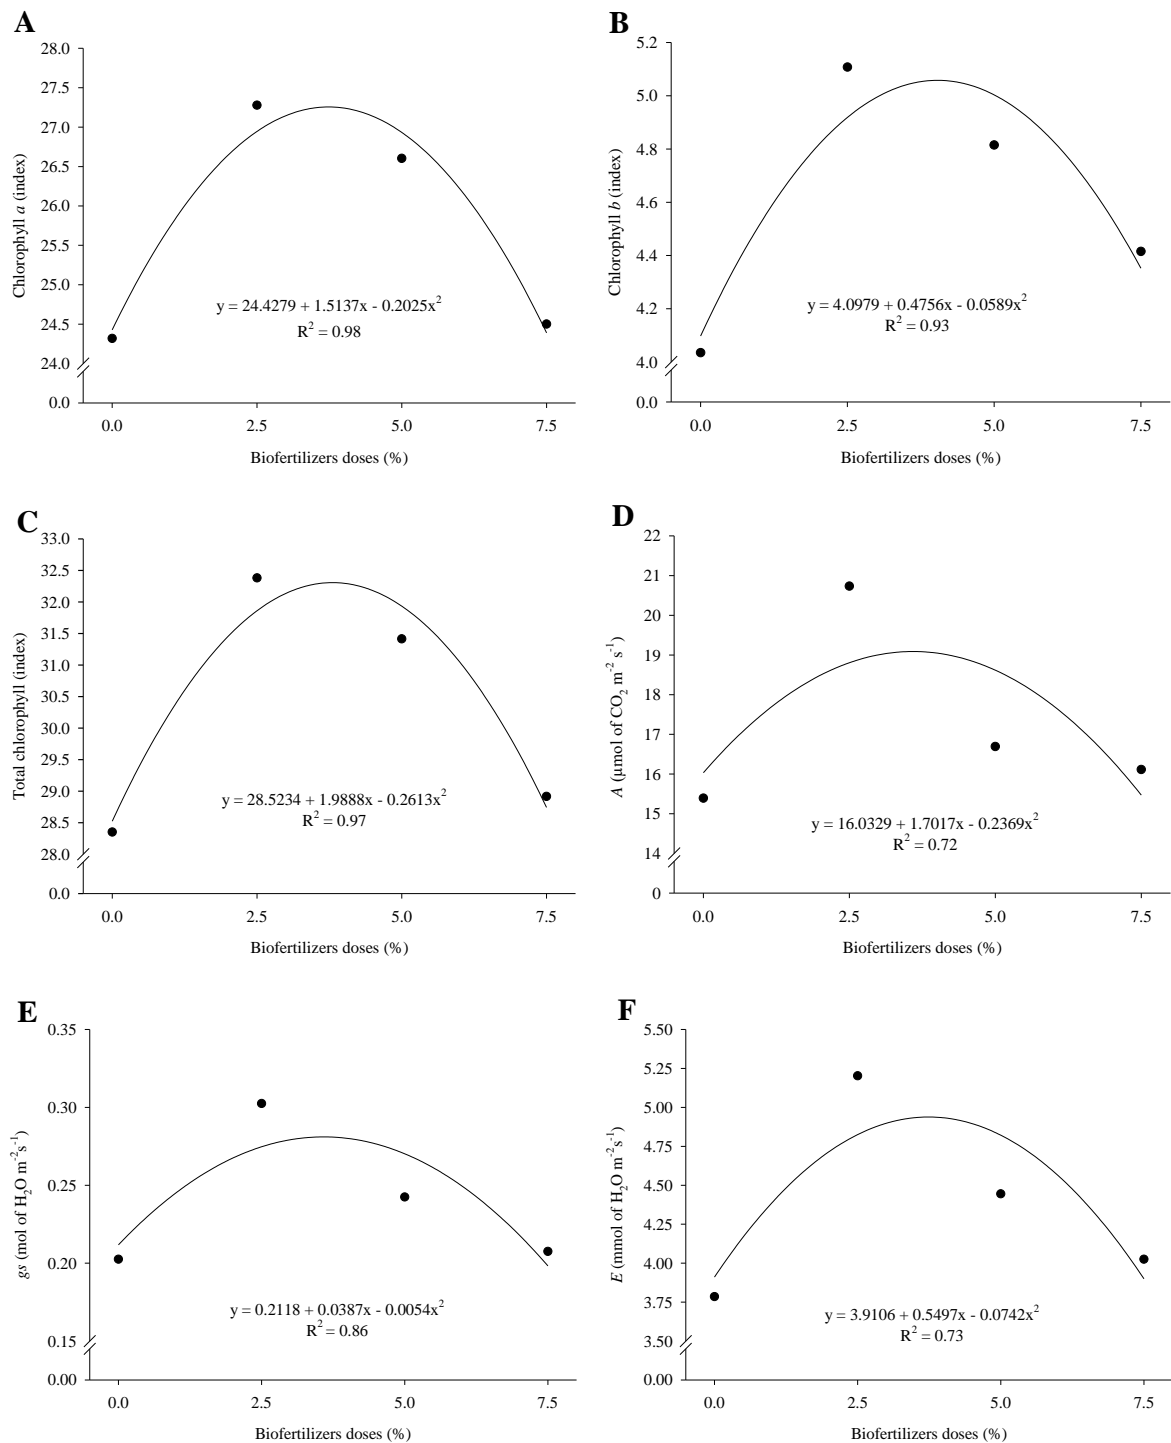 A
Chlorophyll a (index)
28.0
27.5
27.0
26.5
26.0
25.5
25.0
24.5
24.0
0.0
y = 24.4279 + 1.5137x - 0.2025x²
R² = 0.98
0.0 2.5 5.0 7.5
Biofertilizers doses (%)
B
Chlorophyll b (index)
5.2
5.0
4.8
4.6
4.4
4.2
4.0
0.0
y = 4.0979 + 0.4756x - 0.0589x²
R² = 0.93
0.0 2.5 5.0 7.5
Biofertilizers doses (%)
C
Total chlorophyll (index)
33.0
32.5
32.0
31.5
31.0
30.5
30.0
29.5
29.0
28.5
28.0
0.0
y = 28.5234 + 1.9888x - 0.2613x²
R² = 0.97
0.0 2.5 5.0 7.5
Biofertilizers doses (%)
D
A (µmol of CO₂ m⁻² s⁻¹)
22
21
20
19
18
17
16
15
14
0
y = 16.0329 + 1.7017x - 0.2369x²
R² = 0.72
0.0 2.5 5.0 7.5
Biofertilizers doses (%)
E
gs (mol of H₂O m⁻²s⁻¹)
0.35
0.30
0.25
0.20
0.15
0.00
y = 0.2118 + 0.0387x - 0.0054x²
R² = 0.86
0.0 2.5 5.0 7.5
Biofertilizers doses (%)
F
E (mmol of H₂O m⁻²s⁻¹)
5.50
5.25
5.00
4.75
4.50
4.25
4.00
3.75
3.50
0.00
y = 3.9106 + 0.5497x - 0.0742x²
R² = 0.73
0.0 2.5 5.0 7.5
Biofertilizers doses (%)